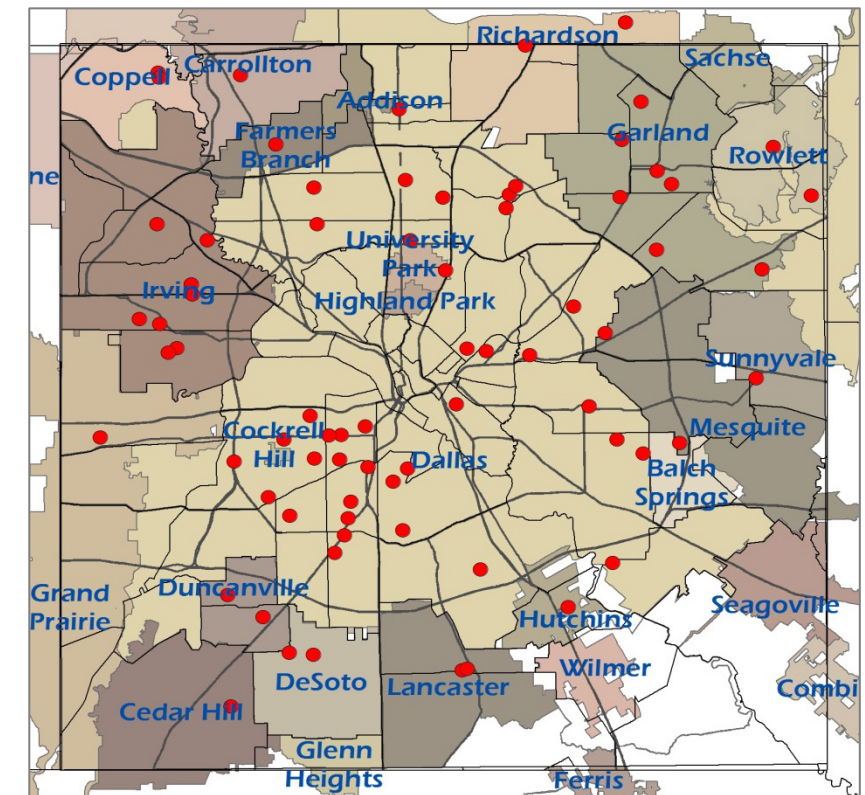 Richardson
Coppell
Carrollton
Sachse
Addison
Farmers
Branch
Garland
Rowlett
ne
University
Park
Irving
Highland Park
Sunnyvale
Cockrell
Hill
Mesquite
Dallas
Balch
Springs
Grand
Prairie
Duncanville
Hutchins
Seagoville
Wilmer
DeSoto
Lancaster
Combi
Cedar Hill
Glenn
Heights
Ferris